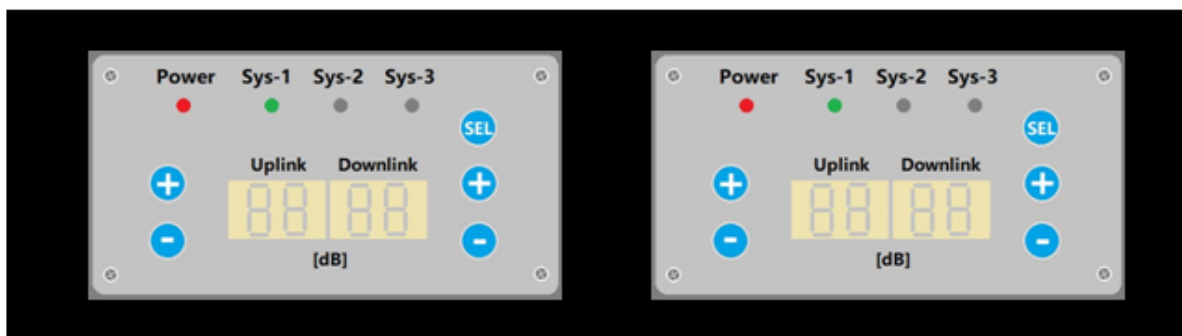 Power Sys-1 Sys-2 Sys-3
SEL
Uplink Downlink
+ +
88 88
- -
[dB]
Power Sys-1 Sys-2 Sys-3
SEL
Uplink Downlink
+ +
88 88
- -
[dB]